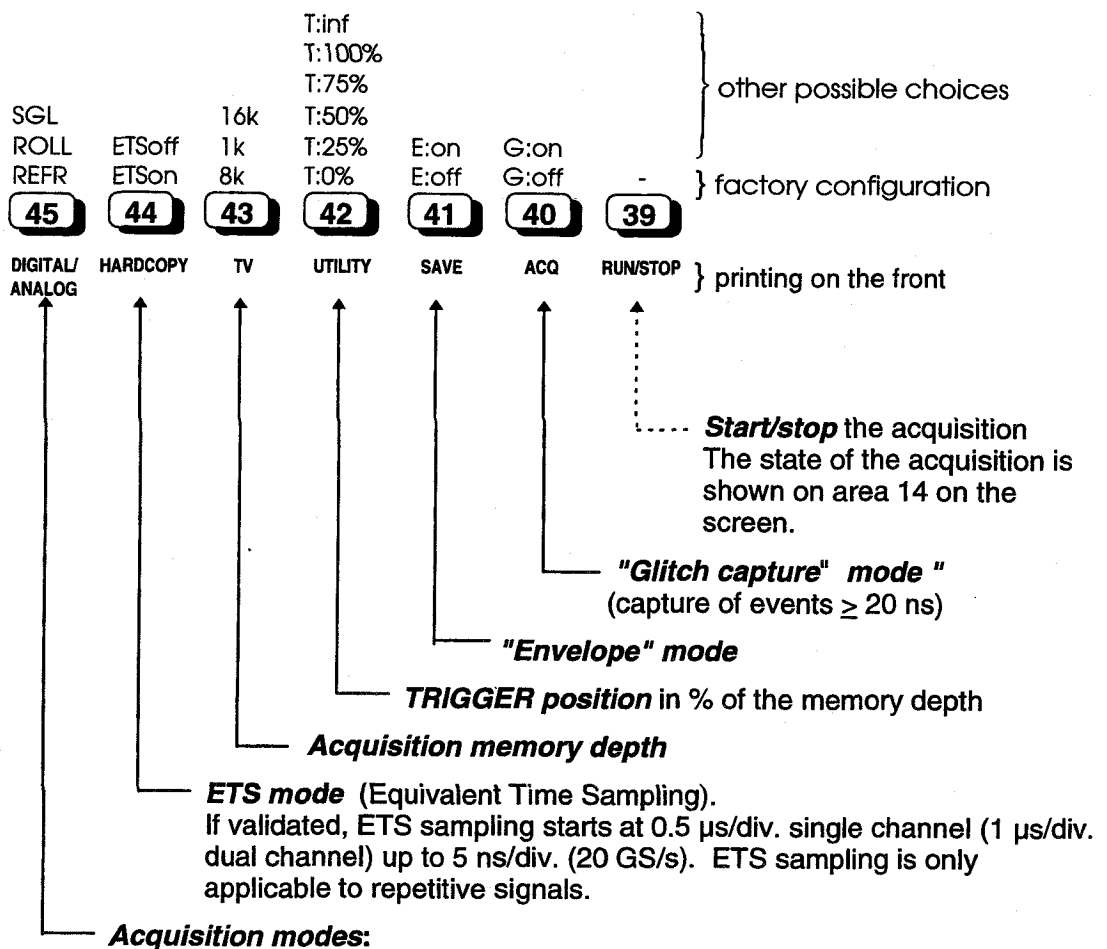 T:inf
T:100%
T:75%
other possible choices
SGL 16k T:50%
ROLL ETSoff 1k T:25% E:on G:on
REFR ETSon 8k T:0% E:off G:off - } factory configuration
45 44 43 42 41 40 39
DIGITAL/ HARDCOPY TV UTILITY SAVE ACQ RUN/STOP } printing on the front
ANALOG
Start/stop the acquisition
The state of the acquisition is
shown on area 14 on the
screen.
"Glitch capture" mode "
(capture of events ≥ 20 ns)
"Envelope" mode
TRIGGER position in % of the memory depth
Acquisition memory depth
ETS mode (Equivalent Time Sampling).
If validated, ETS sampling starts at 0.5 µs/div. single channel (1 µs/div.
dual channel) up to 5 ns/div. (20 GS/s). ETS sampling is only
applicable to repetitive signals.
Acquisition modes: